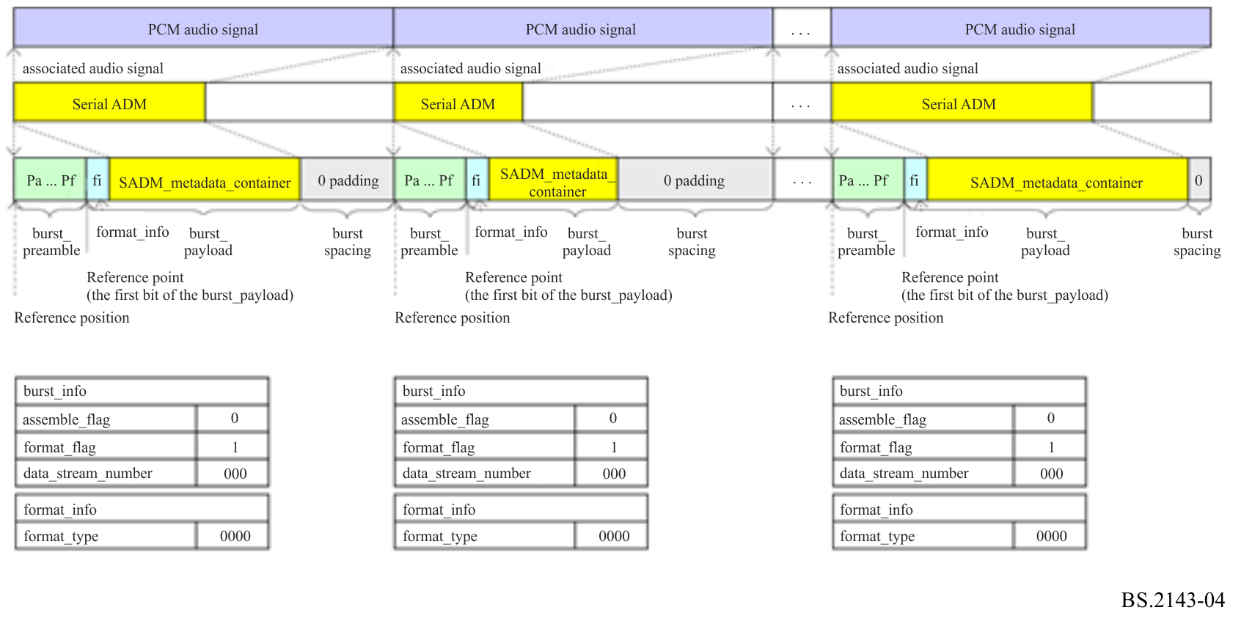 PCM audio signal PCM audio signal . . . PCM audio signal
associated audio signal associated audio signal associated audio signal
Serial ADM Serial ADM . . . Serial ADM
Pa ... Pf fi SADM_metadata_container 0 padding Pa ... Pf fi SADM_metadata_ container 0 padding . . . Pa ... Pf fi SADM_metadata_container 0
burst_ preamble format_info burst_ payload burst spacing burst_ preamble format_info burst_ payload burst spacing burst_ preamble format_info burst_ payload burst spacing
Reference point Reference point Reference point
(the first bit of the burst_payload) (the first bit of the burst_payload) (the first bit of the burst_payload)
Reference position Reference position Reference position
burst_info burst_info burst_info
assemble_flag 0 assemble_flag 0 assemble_flag 0
format_flag 1 format_flag 1 format_flag 1
data_stream_number 000 data_stream_number 000 data_stream_number 000
format_info format_info format_info
format_type 0000 format_type 0000 format_type 0000
BS.2143-04